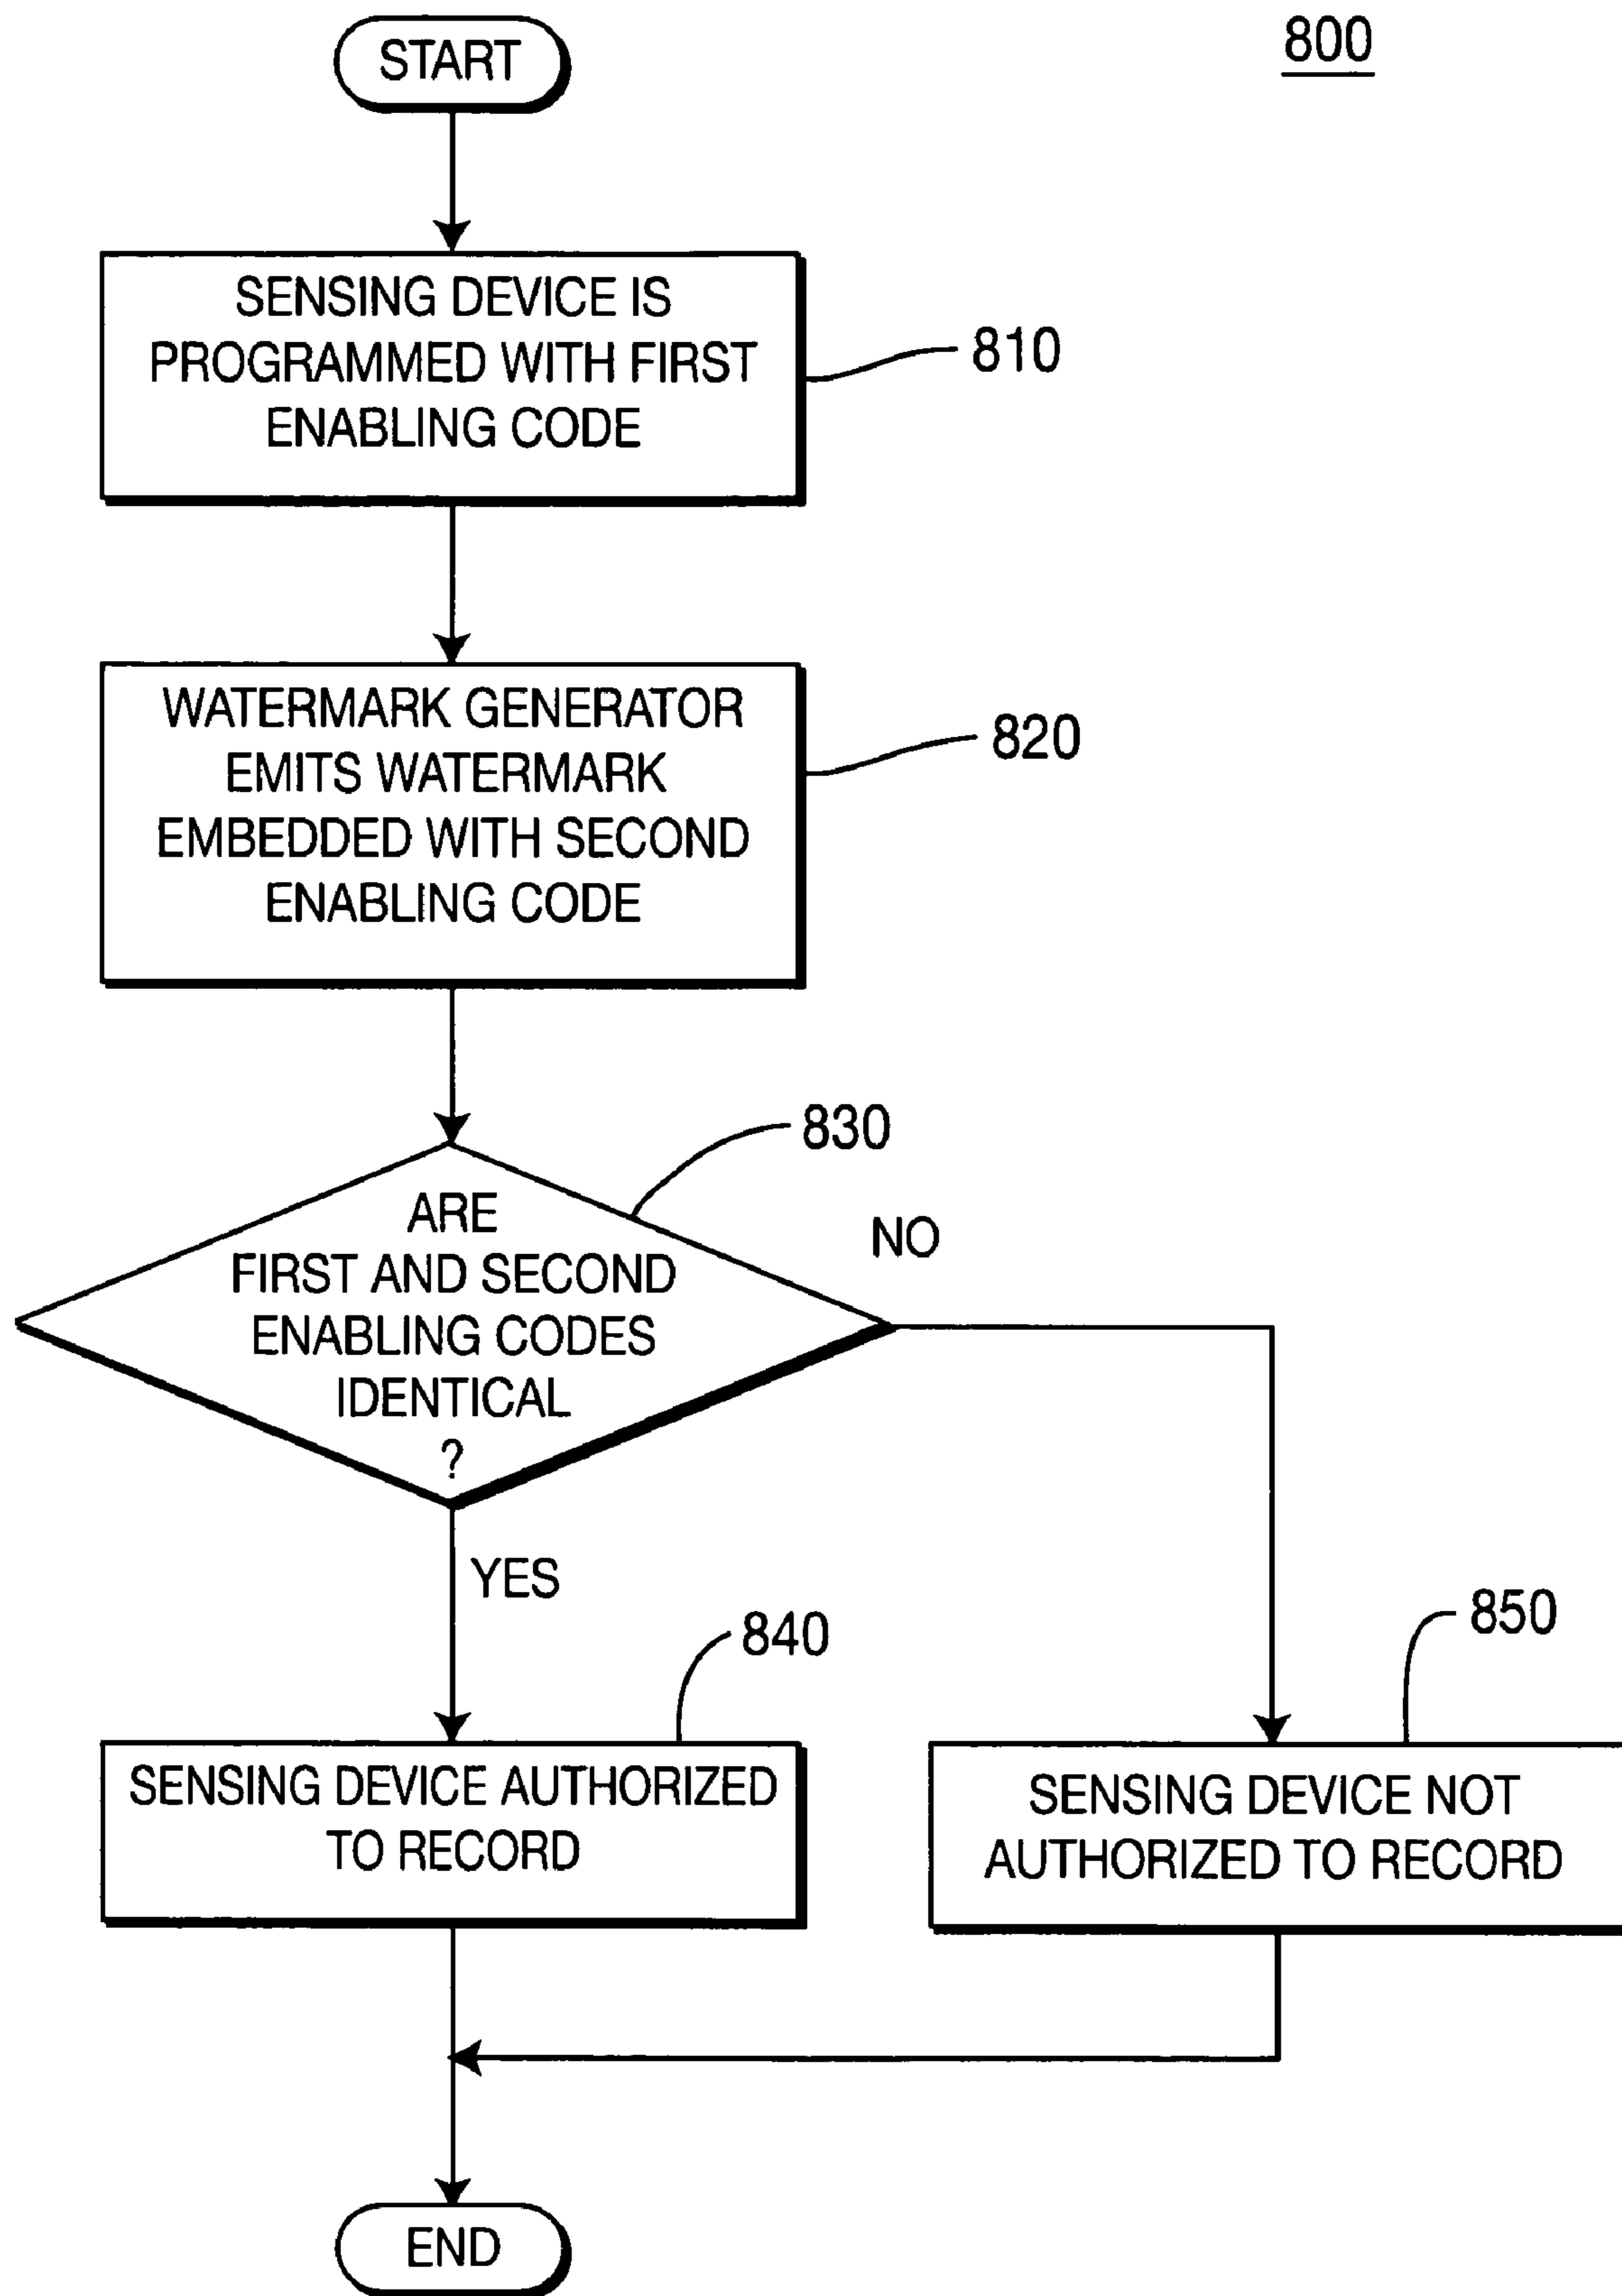 START
800
SENSING DEVICE IS
PROGRAMMED WITH FIRST
ENABLING CODE
810
WATERMARK GENERATOR
EMITS WATERMARK
EMBEDDED WITH SECOND
ENABLING CODE
820
830
ARE
FIRST AND SECOND
ENABLING CODES
IDENTICAL
?
NO
YES
840
SENSING DEVICE AUTHORIZED
TO RECORD
850
SENSING DEVICE NOT
AUTHORIZED TO RECORD
END